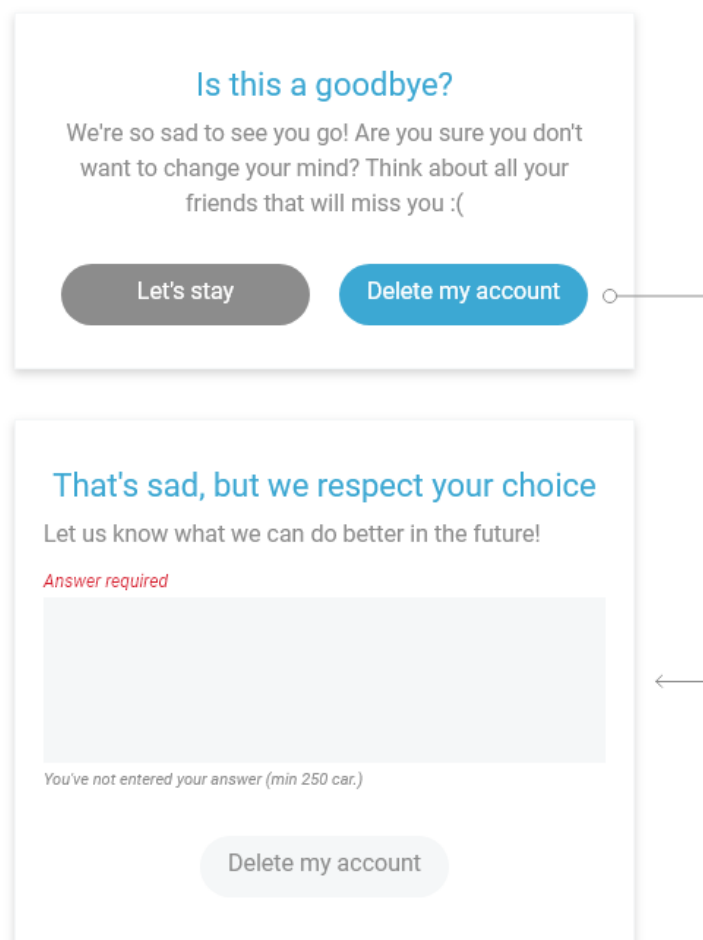 Is this a goodbye?
We're so sad to see you go! Are you sure you don't
want to change your mind? Think about all your
friends that will miss you :(
Let's stay
Delete my account
That's sad, but we respect your choice
Let us know what we can do better in the future!
Answer required
You've not entered your answer (min 250 car.)
Delete my account